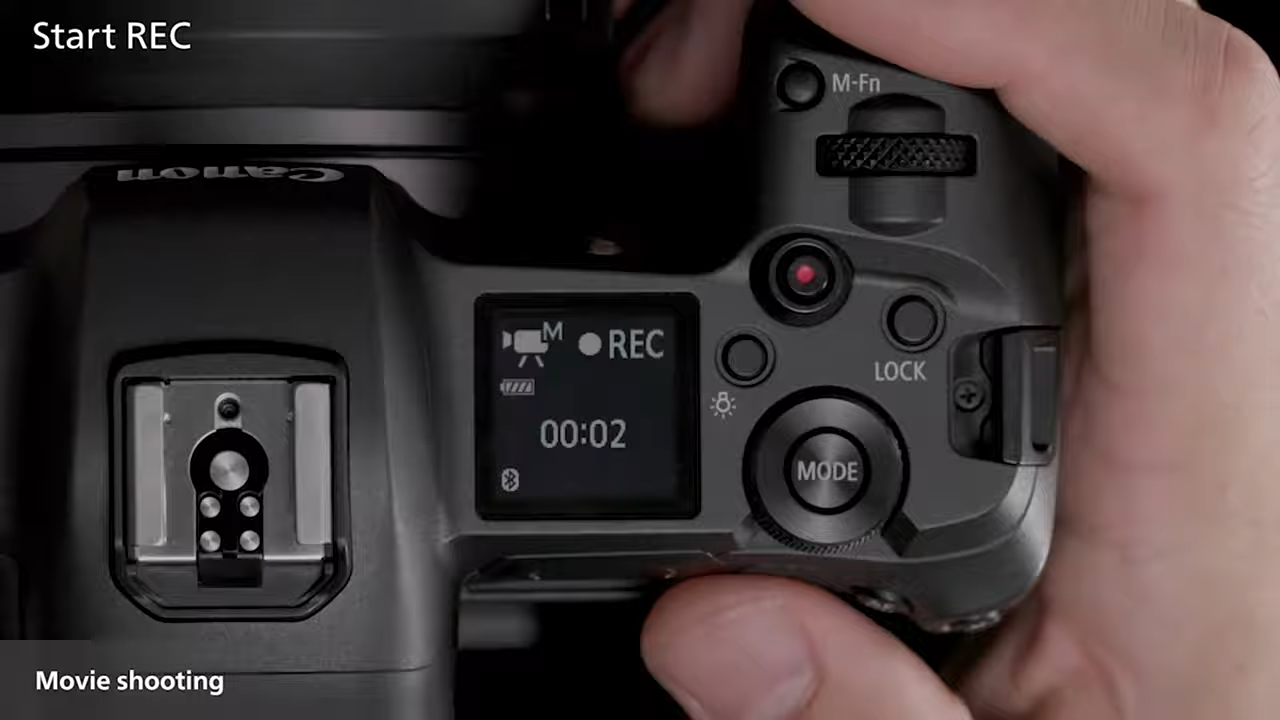 Start REC
M-Fn
Canon
M
REC
LOCK
00:02
MODE
Movie shooting